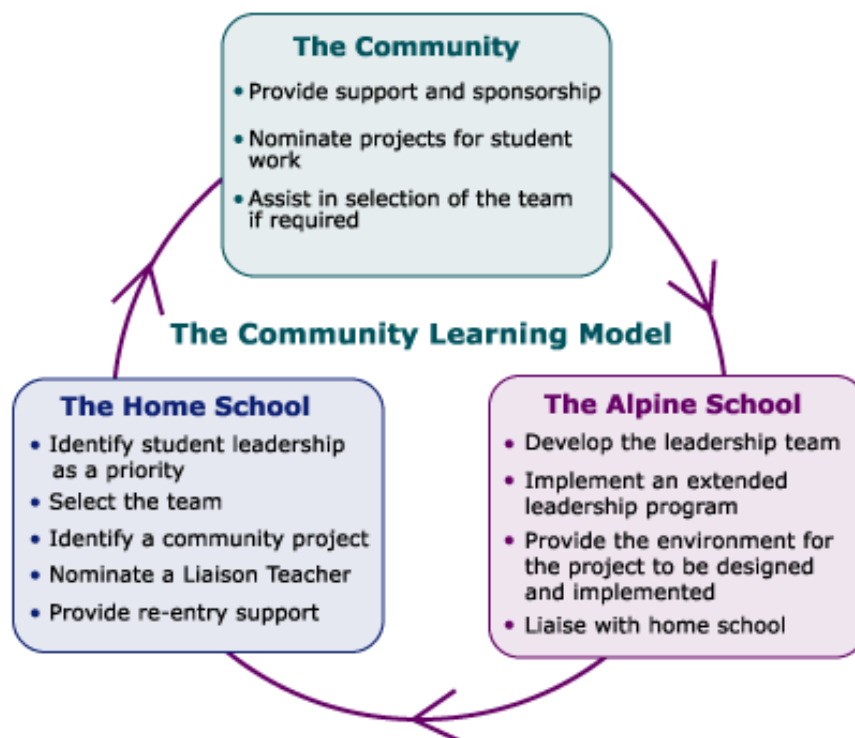 The Community
• Provide support and sponsorship
• Nominate projects for student
work
• Assist in selection of the team
if required
The Community Learning Model
The Home School
• Identify student leadership
as a priority
• Select the team
• Identify a community project
• Nominate a Liaison Teacher
• Provide re-entry support
The Alpine School
• Develop the leadership team
• Implement an extended
leadership program
• Provide the environment for
the project to be designed
and implemented
• Liaise with home school